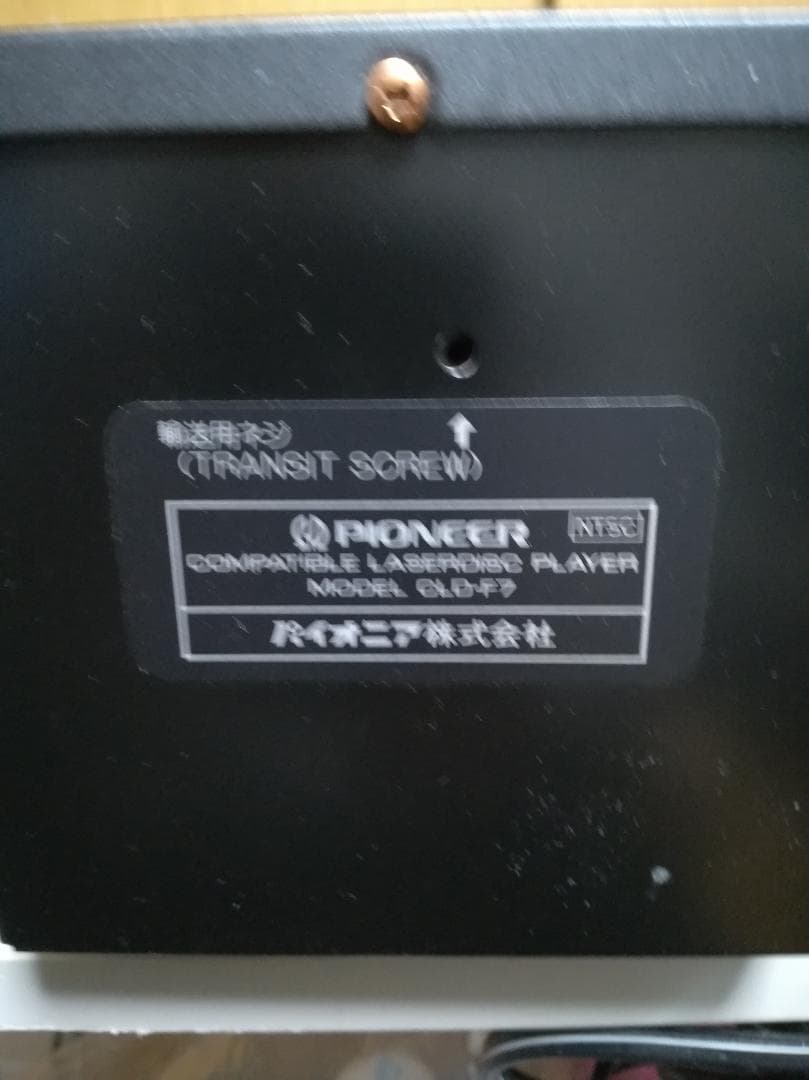 輸送用ネジ
(TRANSIT SCREW)
PIONEER NTSC
COMPATIBLE LASERDISC PLAYER
MODEL CLD-F7
パイオニア株式会社